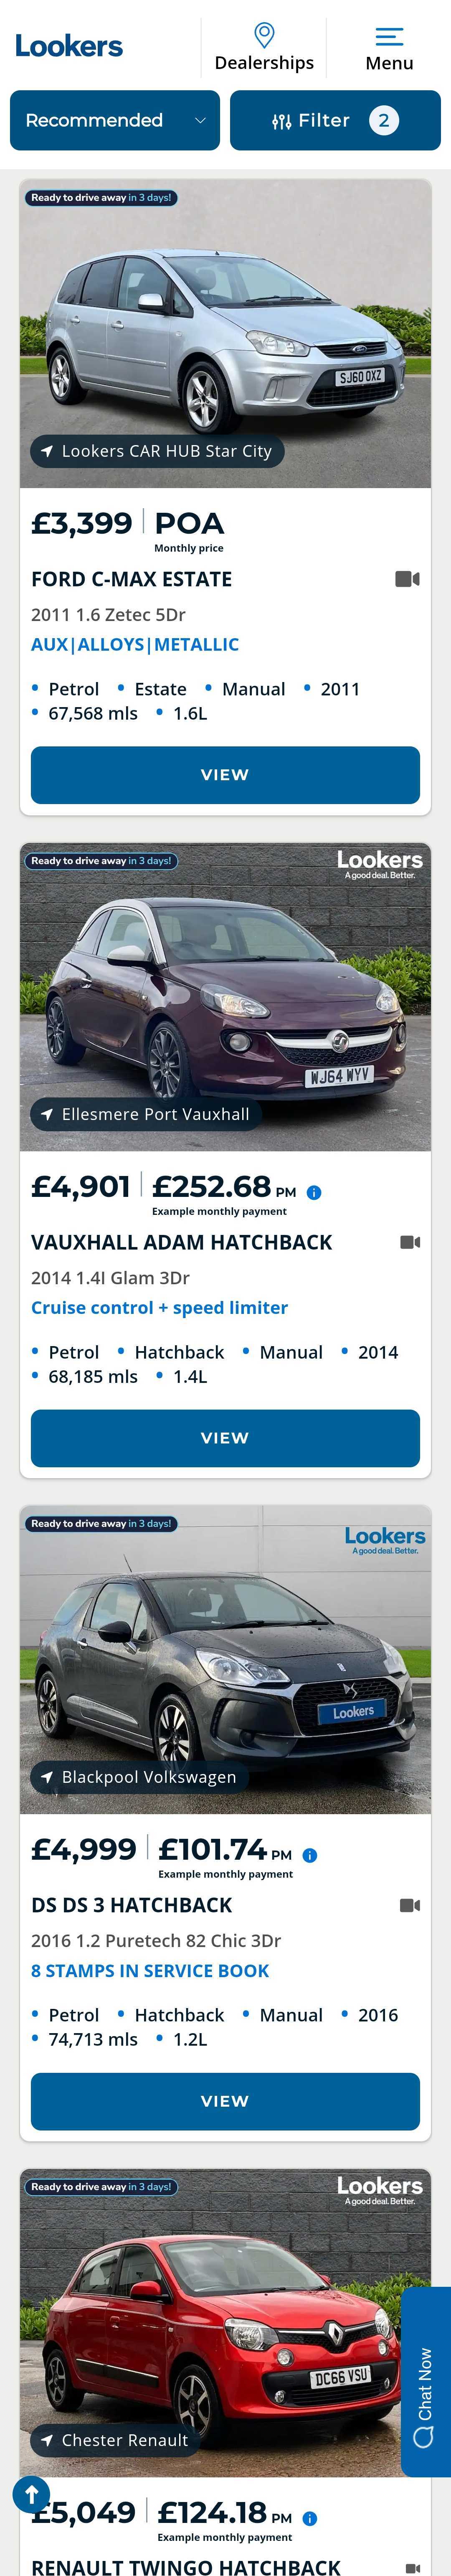 Lookers
Dealerships
Menu
Recommended
Filter 2
Ready to drive away in 3 days!
SJ60 OXZ
Lookers CAR HUB Star City
£3,399 POA
Monthly price
FORD C-MAX ESTATE
2011 1.6 Zetec 5Dr
AUX|ALLOYS|METALLIC
• Petrol • Estate • Manual • 2011
• 67,568 mls • 1.6L
VIEW
Ready to drive away in 3 days!
Lookers
A good deal. Better.
WJ64 WYV
Ellesmere Port Vauxhall
£4,901 £252.68 PM
Example monthly payment
VAUXHALL ADAM HATCHBACK
2014 1.4I Glam 3Dr
Cruise control + speed limiter
• Petrol • Hatchback • Manual • 2014
• 68,185 mls • 1.4L
VIEW
Ready to drive away in 3 days!
Lookers
A good deal. Better.
Lookers
Blackpool Volkswagen
£4,999 £101.74 PM
Example monthly payment
DS DS 3 HATCHBACK
2016 1.2 Puretech 82 Chic 3Dr
8 STAMPS IN SERVICE BOOK
• Petrol • Hatchback • Manual • 2016
• 74,713 mls • 1.2L
VIEW
Ready to drive away in 3 days!
Lookers
A good deal. Better.
DC66 VSU
Chat Now
Chester Renault
£5,049 £124.18 PM
Example monthly payment
RENAULT TWINGO HATCHBACK